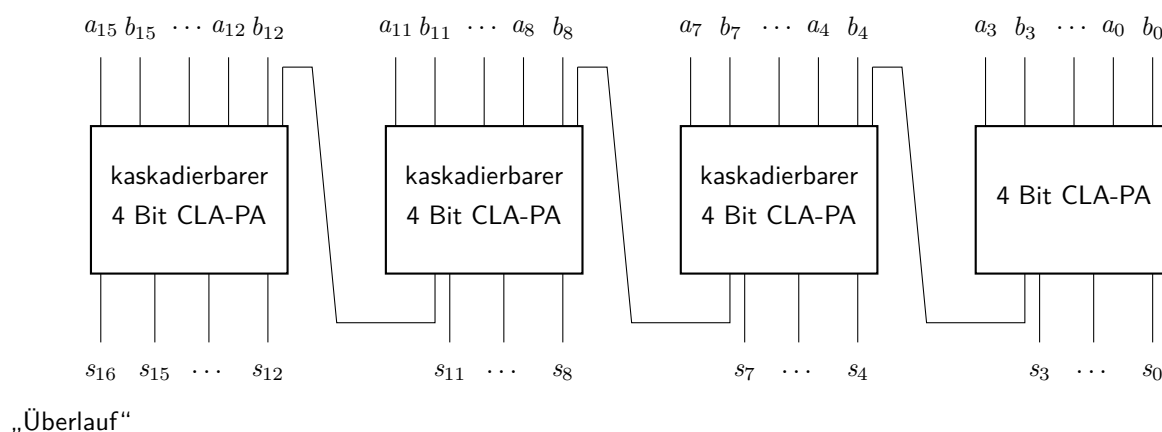 a15 b15 ⋯ a12 b12 a11 b11 ⋯ a8 b8 a7 b7 ⋯ a4 b4 a3 b3 ⋯ a0 b0
kaskadierbarer
4 Bit CLA-PA
kaskadierbarer
4 Bit CLA-PA
kaskadierbarer
4 Bit CLA-PA
4 Bit CLA-PA
s16 s15 ⋯ s12 s11 ⋯ s8 s7 ⋯ s4 s3 ⋯ s0
„Überlauf“